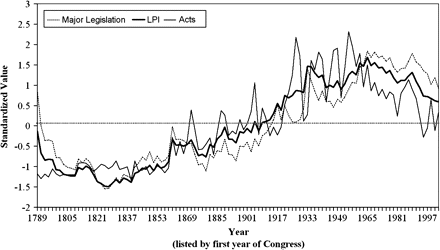 Major Legislation LPI Acts
Standardized Value
3
2.5
2
1.5
1
0.5
0
-0.5
-1
-1.5
-2
1789 1805 1821 1837 1853 1869 1885 1901 1917 1933 1949 1965 1981 1997
Year
(listed by first year of Congress)